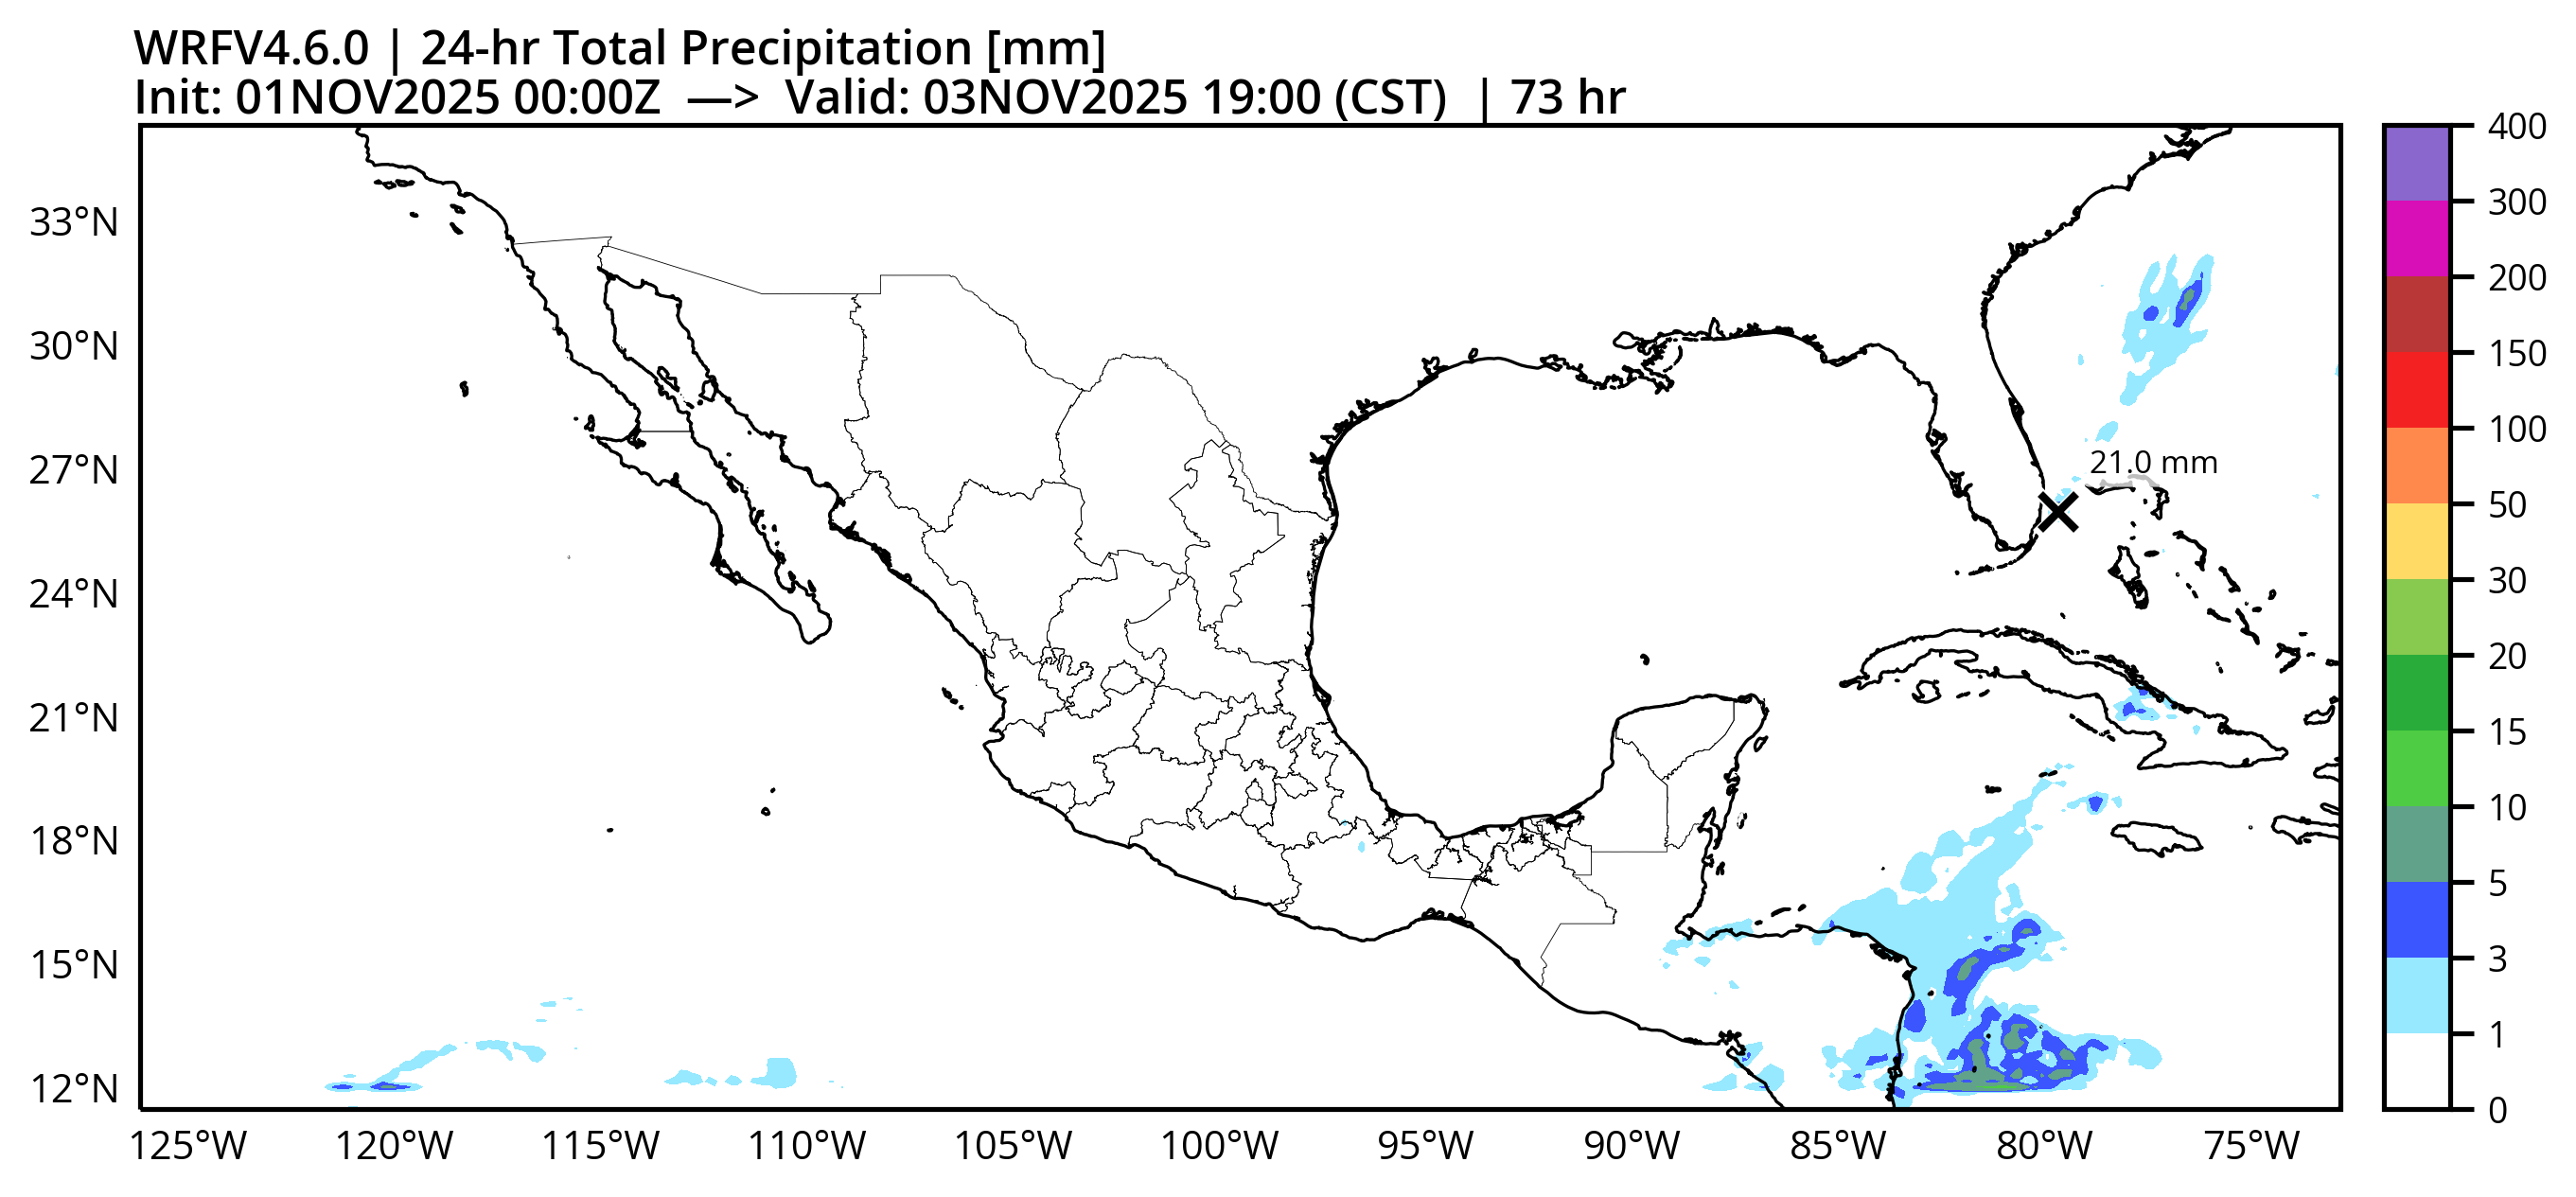 WRFV4.6.0 | 24-hr Total Precipitation [mm]
Init: 01NOV2025 00:00Z —> Valid: 03NOV2025 19:00 (CST) | 73 hr
33°N
30°N
27°N
24°N
21°N
18°N
15°N
12°N
125°W 120°W 115°W 110°W 105°W 100°W 95°W 90°W 85°W 80°W 75°W
21.0 mm
400
300
200
150
100
50
30
20
15
10
5
3
1
0